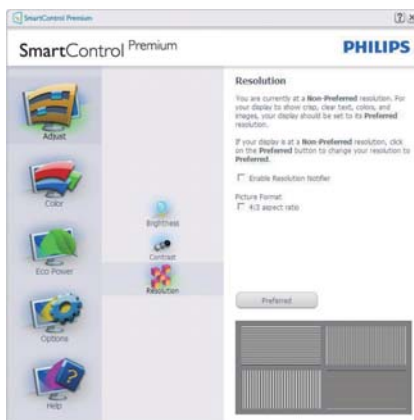 SmartControl Premium
SmartControl Premium
PHILIPS
Adjust
Color
Eco Power
Options
Help
Brightness
Contrast
Resolution
Resolution
You are currently at a Non-Preferred resolution. For
your display to show crisp, clear text, colors, and
images, your display should be set to its Preferred
resolution.
If your display is at a Non-Preferred resolution, click
on the Preferred button to change your resolution to
Preferred.
Enable Resolution Notifier
Picture Format
4:3 aspect ratio
Preferred